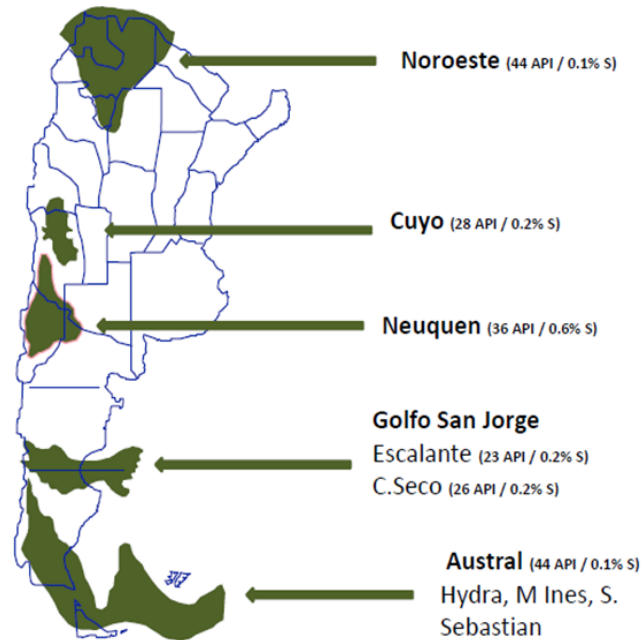 Noroeste (44 API / 0.1% S)
Cuyo (28 API / 0.2% S)
Neuquen (36 API / 0.6% S)
Golfo San Jorge
Escalante (23 API / 0.2% S)
C.Seco (26 API / 0.2% S)
Austral (44 API / 0.1% S)
Hydra, M Ines, S.
Sebastian